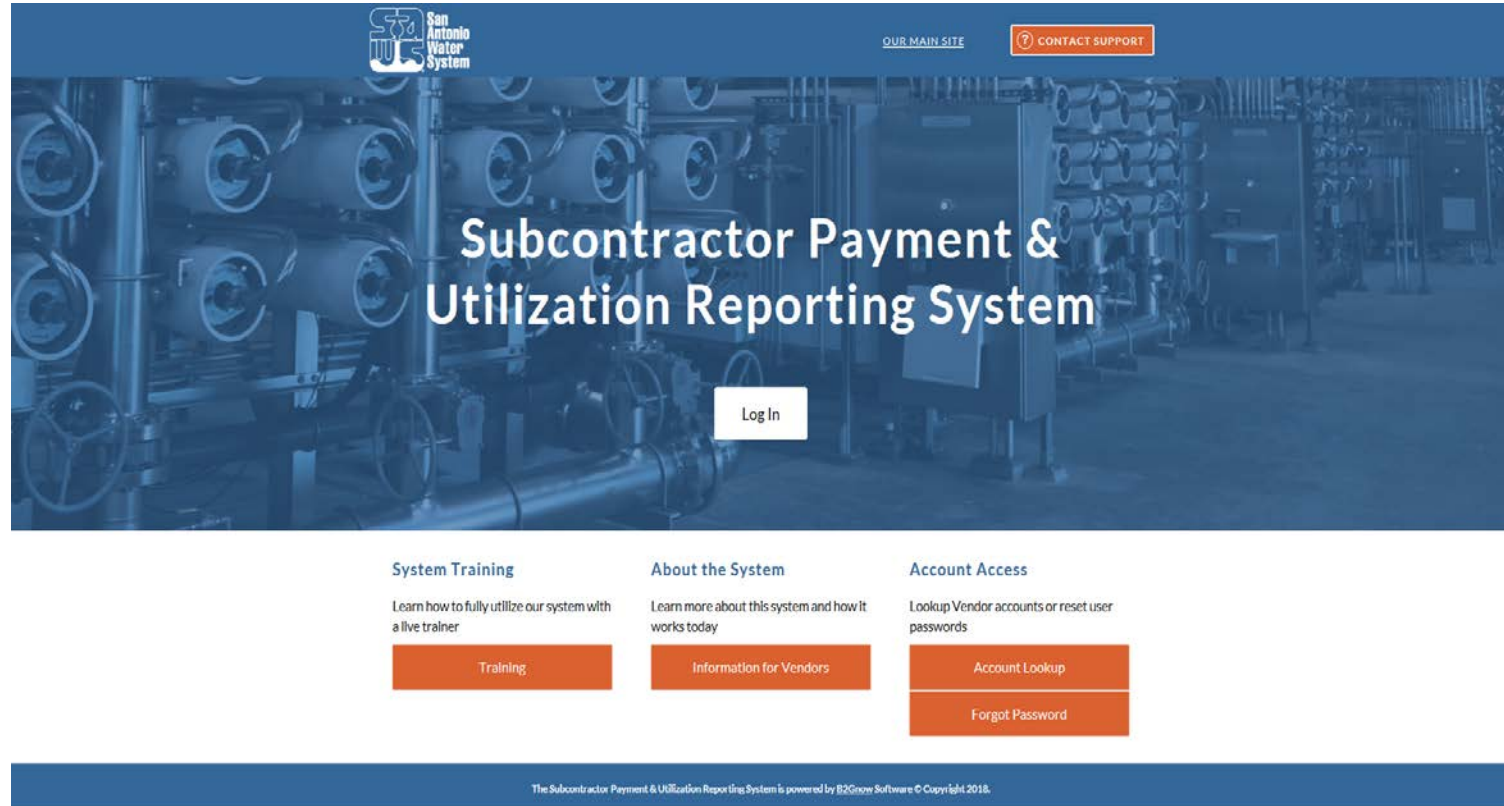 San
Antonio
Water
System
OUR MAIN SITE
? CONTACT SUPPORT
Subcontractor Payment &
Utilization Reporting System
Log In
System Training
Learn how to fully utilize our system with
a live trainer
Training
About the System
Learn more about this system and how it
works today
Information for Vendors
Account Access
Lookup Vendor accounts or reset user
passwords
Account Lookup
Forgot Password
The Subcontractor Payment & Utilization Reporting System is powered by B2Gnow Software © Copyright 2018.